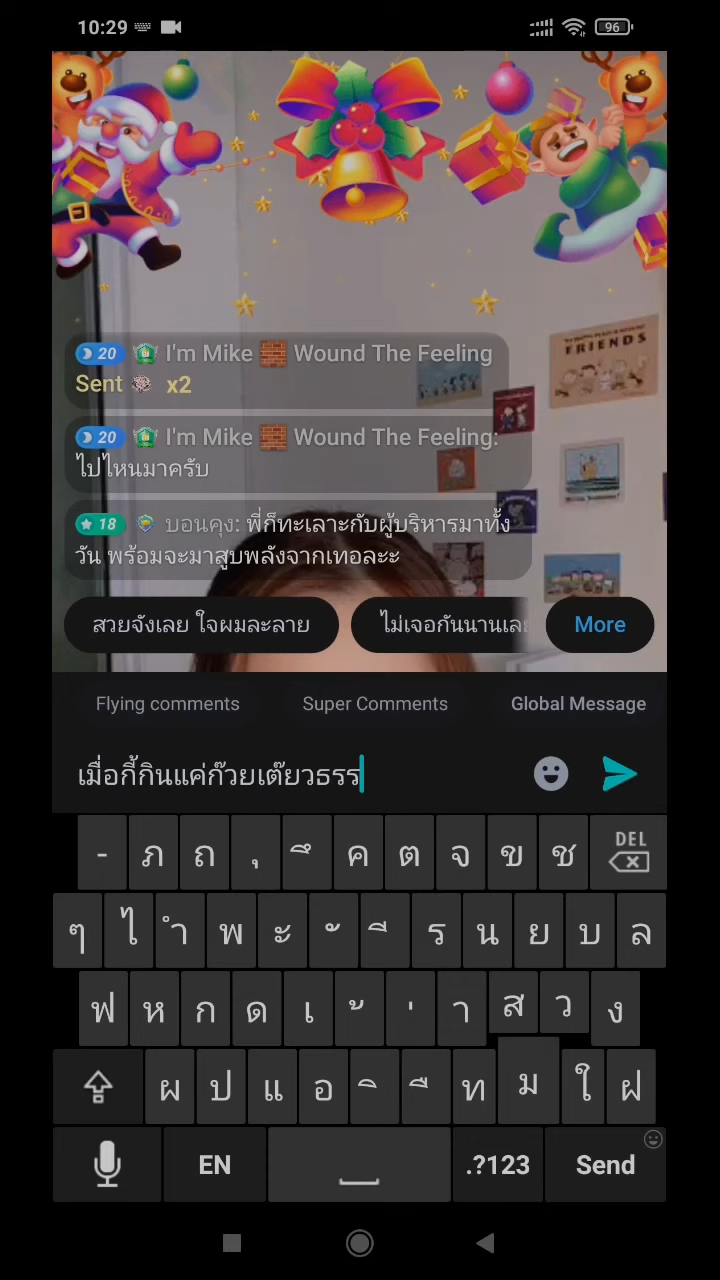 10:29
96
FRIENDS
20 I'm Mike 🧱 Wound The Feeling
Sent x2
20 I'm Mike 🧱 Wound The Feeling:
ไปไหนมาครับ
18 บอนคุง: พี่ก็ทะเลาะกับผู้บริหารมาทั้ง
วัน พร้อมจะมาสูบพลังจากเทอละะ
สวยจังเลย ใจผมละลาย
ไม่เจอกันนานเลย
More
Flying comments Super Comments Global Message
เมื่อกี้กินแค่ก๊วยเต๊ียวธรร
- ภ ถ ุ ึ ค ต จ ข ช DEL
ๆ ไ ำ พ ะ ั ี ร น ย บ ล
ฟ ห ก ด เ ้ ่ า ส ว ง
ผ ป แ อ ิ ื ท ม ใ ฝ
EN .?123 Send